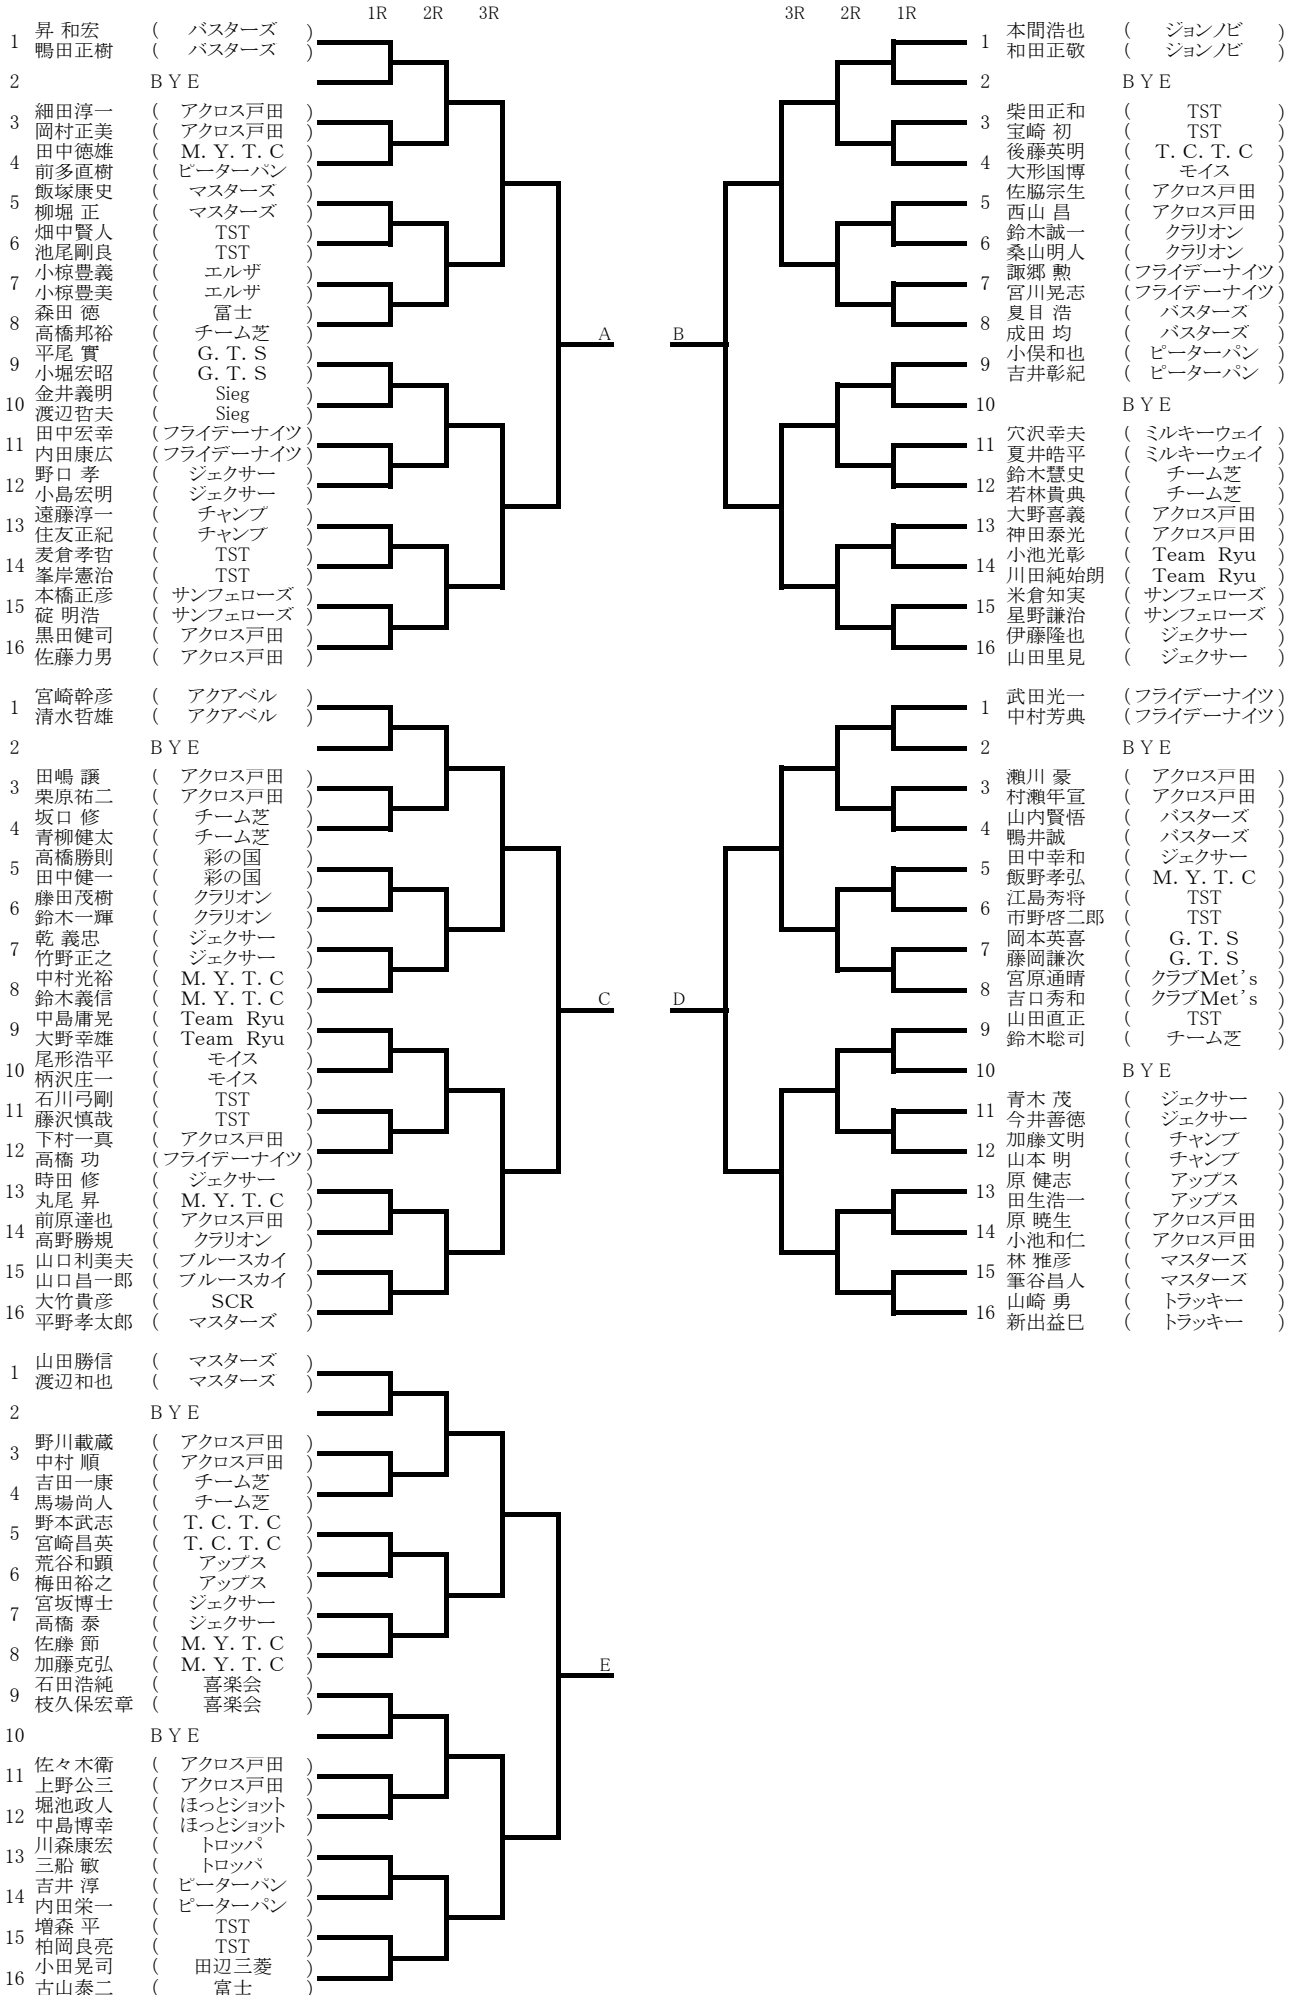 1R 2R 3R
1 昇 和宏 ( バスターズ )
鴨田正樹 ( バスターズ )
2 BYE
3 細田淳一 ( アクロス戸田 )
岡村正美 ( アクロス戸田 )
4 田中徳雄 ( M. Y. T. C )
前多直樹 ( ピーターパン )
5 飯塚康史 ( マスターズ )
柳堀 正 ( マスターズ )
6 畑中賢人 ( TST )
池尾剛良 ( TST )
7 小椋豊義 ( エルザ )
小椋豊美 ( エルザ )
8 森田 徳 ( 富士 )
高橋邦裕 ( チーム芝 )
9 平尾 實 ( G. T. S )
小堀宏昭 ( G. T. S )
10 金井義明 ( Sieg )
渡辺哲夫 ( Sieg )
11 田中宏幸 ( フライデーナイツ )
内田康広 ( フライデーナイツ )
12 野口 孝 ( ジェクサー )
小島宏明 ( ジェクサー )
13 遠藤淳一 ( チャンプ )
住友正紀 ( チャンプ )
14 麦倉孝哲 ( TST )
峯岸憲治 ( TST )
15 本橋正彦 ( サンフェローズ )
碇 明浩 ( サンフェローズ )
16 黒田健司 ( アクロス戸田 )
佐藤力男 ( アクロス戸田 )
A
3R 2R 1R
1 本間浩也 ( ジョンノビ )
和田正敬 ( ジョンノビ )
2 BYE
3 柴田正和 ( TST )
宝崎 初 ( TST )
4 後藤英明 ( T. C. T. C )
大形国博 ( モイス )
5 佐脇宗生 ( アクロス戸田 )
西山 昌 ( アクロス戸田 )
6 鈴木誠一 ( クラリオン )
桑山明人 ( クラリオン )
7 諏郷 勲 ( フライデーナイツ )
宮川晃志 ( フライデーナイツ )
8 夏目 浩 ( バスターズ )
成田 均 ( バスターズ )
9 小俣和也 ( ピーターパン )
吉井彰紀 ( ピーターパン )
10 BYE
11 穴沢幸夫 ( ミルキーウェイ )
夏井皓平 ( ミルキーウェイ )
12 鈴木慧史 ( チーム芝 )
若林貴典 ( チーム芝 )
13 大野喜義 ( アクロス戸田 )
神田泰光 ( アクロス戸田 )
14 小池光彰 ( Team Ryu )
川田純始朗 ( Team Ryu )
15 米倉知実 ( サンフェローズ )
星野謙治 ( サンフェローズ )
16 伊藤隆也 ( ジェクサー )
山田里見 ( ジェクサー )
B
1 宮崎幹彦 ( アクアベル )
清水哲雄 ( アクアベル )
2 BYE
3 田嶋 譲 ( アクロス戸田 )
栗原祐二 ( アクロス戸田 )
4 坂口 修 ( チーム芝 )
青柳健太 ( チーム芝 )
5 高橋勝則 ( 彩の国 )
田中健一 ( 彩の国 )
6 藤田茂樹 ( クラリオン )
鈴木一輝 ( クラリオン )
7 乾 義忠 ( ジェクサー )
竹野正之 ( ジェクサー )
8 中村光裕 ( M. Y. T. C )
鈴木義信 ( M. Y. T. C )
9 中島庸晃 ( Team Ryu )
大野幸雄 ( Team Ryu )
10 尾形浩平 ( モイス )
柄沢庄一 ( モイス )
11 石川弓剛 ( TST )
藤沢慎哉 ( TST )
12 下村一真 ( アクロス戸田 )
高橋 功 ( フライデーナイツ )
13 時田 修 ( ジェクサー )
丸尾 昇 ( M. Y. T. C )
14 前原達也 ( アクロス戸田 )
高野勝規 ( クラリオン )
15 山口利美夫 ( ブルースカイ )
山口昌一郎 ( ブルースカイ )
16 大竹貴彦 ( SCR )
平野孝太郎 ( マスターズ )
C
1 武田光一 ( フライデーナイツ )
中村芳典 ( フライデーナイツ )
2 BYE
3 瀬川 豪 ( アクロス戸田 )
村瀬年亘 ( アクロス戸田 )
4 山内賢悟 ( バスターズ )
鴨井誠 ( バスターズ )
5 田中幸和 ( ジェクサー )
飯野孝弘 ( M. Y. T. C )
6 江島秀将 ( TST )
市野啓二郎 ( TST )
7 岡本英喜 ( G. T. S )
藤岡謙次 ( G. T. S )
8 宮原通晴 ( クラブMet's )
吉口秀和 ( クラブMet's )
9 山田直正 ( TST )
鈴木聡司 ( チーム芝 )
10 BYE
11 青木 茂 ( ジェクサー )
今井善徳 ( ジェクサー )
12 加藤文明 ( チャンプ )
山本 明 ( チャンプ )
13 原 健志 ( アップス )
田生浩一 ( アップス )
14 原 暁生 ( アクロス戸田 )
小池和仁 ( アクロス戸田 )
15 林 雅彦 ( マスターズ )
筆谷昌人 ( マスターズ )
16 山崎 勇 ( トラッキー )
新出益巳 ( トラッキー )
D
1 山田勝信 ( マスターズ )
渡辺和也 ( マスターズ )
2 BYE
3 野川載蔵 ( アクロス戸田 )
中村 順 ( アクロス戸田 )
4 吉田一康 ( チーム芝 )
馬場尚人 ( チーム芝 )
5 野本武志 ( T. C. T. C )
宮崎昌英 ( T. C. T. C )
6 荒谷和顕 ( アップス )
梅田裕之 ( アップス )
7 宮坂博士 ( ジェクサー )
高橋 泰 ( ジェクサー )
8 佐藤 節 ( M. Y. T. C )
加藤克弘 ( M. Y. T. C )
9 石田浩純 ( 喜楽会 )
枝久保宏章 ( 喜楽会 )
10 BYE
11 佐々木衛 ( アクロス戸田 )
上野公三 ( アクロス戸田 )
12 堀池政人 ( ほっとショット )
中島博幸 ( ほっとショット )
13 川森康宏 ( トロッパ )
三船 敏 ( トロッパ )
14 吉井 淳 ( ピーターパン )
内田栄一 ( ピーターパン )
15 増森 平 ( TST )
柏岡良亮 ( TST )
16 小田晃司 ( 田辺三菱 )
古山泰二 ( 富士 )
E